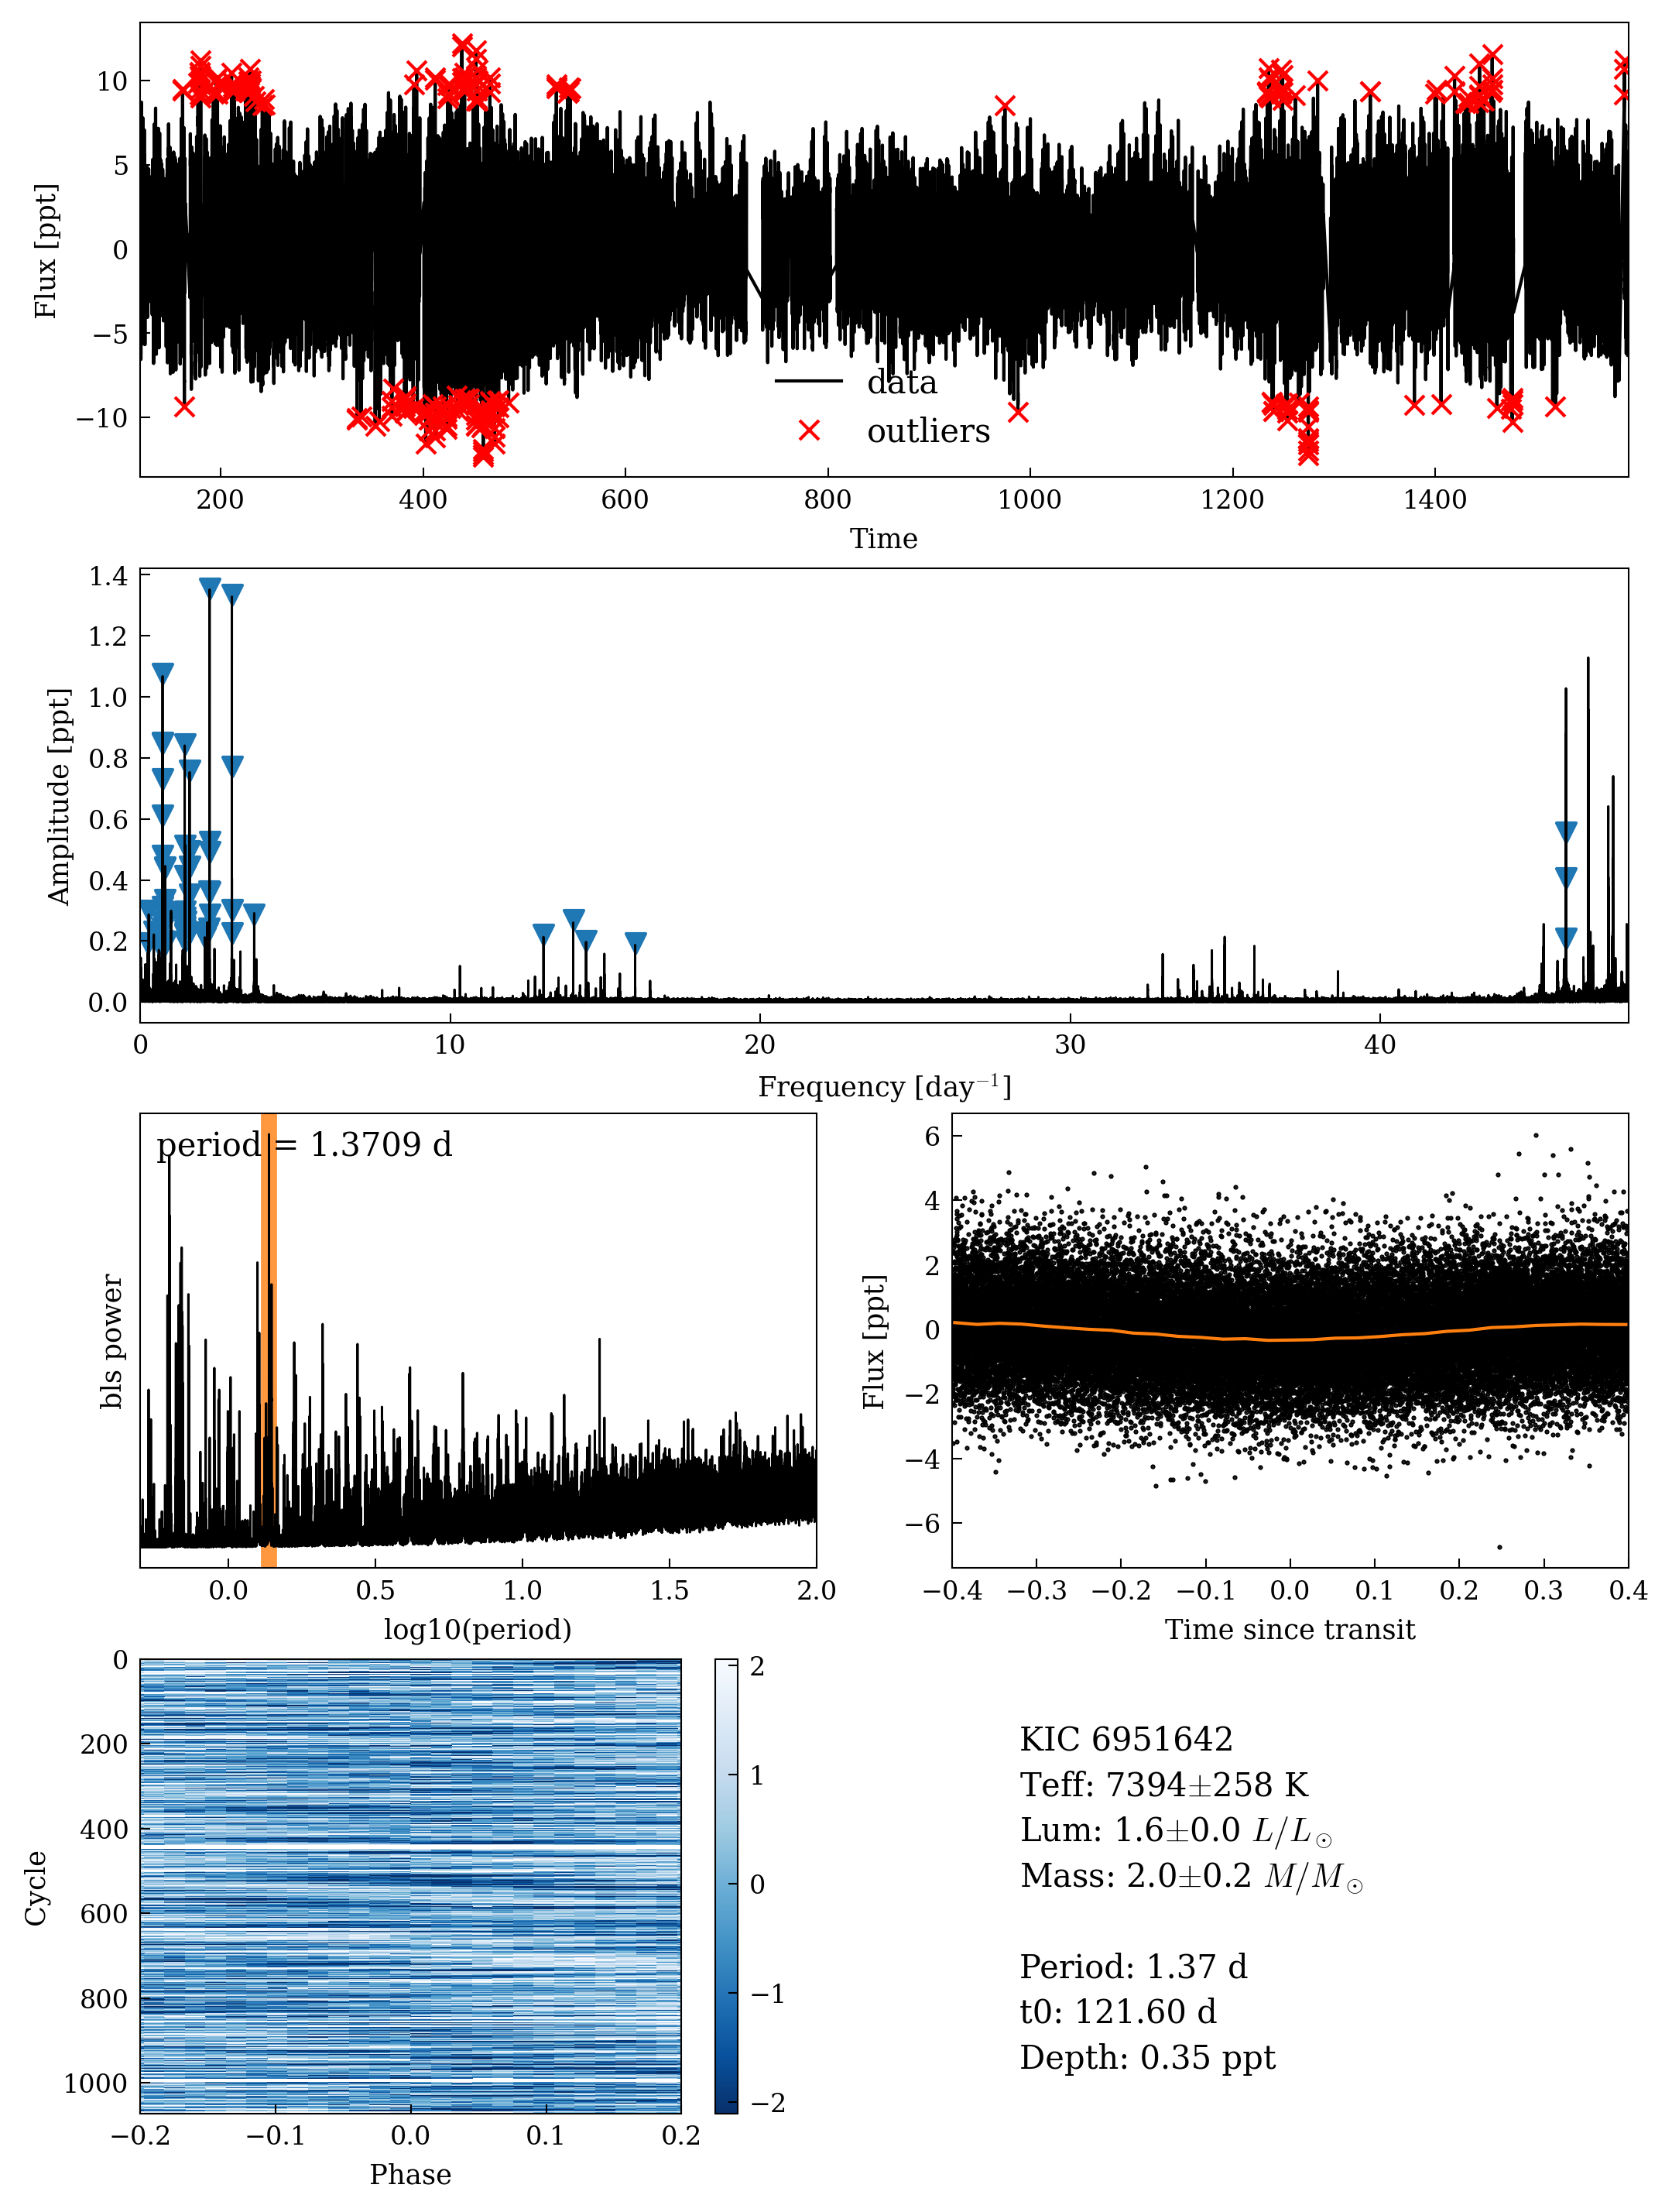 10
5
0
−5
−10
Flux [ppt]
data
outliers
200 400 600 800 1000 1200 1400
Time
1.4
1.2
1.0
0.8
0.6
0.4
0.2
0.0
Amplitude [ppt]
0 10 20 30 40
Frequency [day⁻¹]
period = 1.3709 d
bls power
0.0 0.5 1.0 1.5 2.0
log10(period)
6
4
2
0
−2
−4
−6
Flux [ppt]
−0.4 −0.3 −0.2 −0.1 0.0 0.1 0.2 0.3 0.4
Time since transit
0
200
400
600
800
1000
Cycle
−0.2 −0.1 0.0 0.1 0.2
Phase
2
1
0
−1
−2
KIC 6951642
Teff: 7394±258 K
Lum: 1.6±0.0 L/L⊙
Mass: 2.0±0.2 M/M⊙
Period: 1.37 d
t0: 121.60 d
Depth: 0.35 ppt